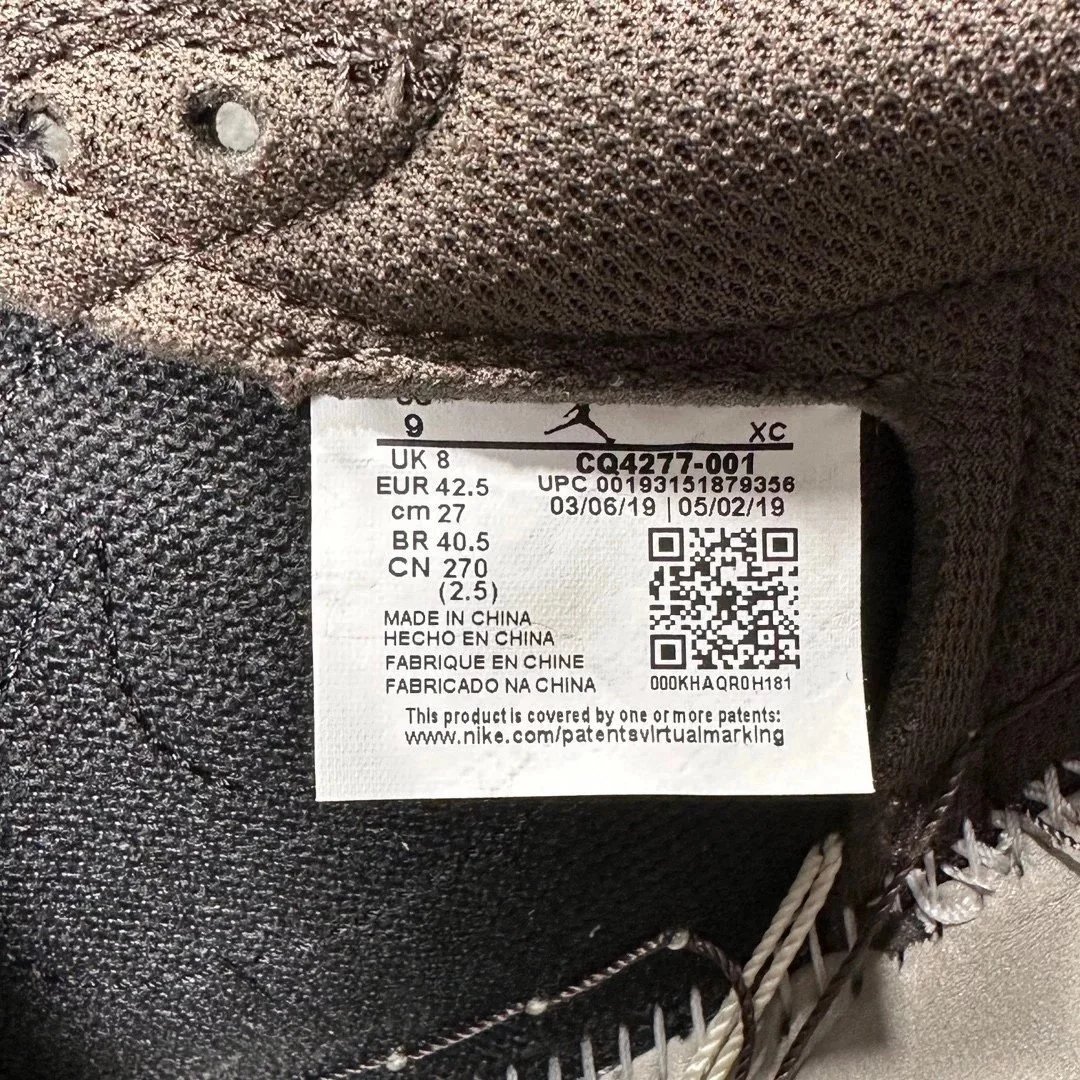 9 XC
UK 8
EUR 42.5
cm 27
BR 40.5
CN 270
(2.5)
CQ4277-001
UPC 00193151879356
03/06/19 | 05/02/19
000KHAQR0H181
MADE IN CHINA
HECHO EN CHINA
FABRIQUE EN CHINE
FABRICADO NA CHINA
This product is covered by one or more patents:
www.nike.com/patentsvirtualmarking